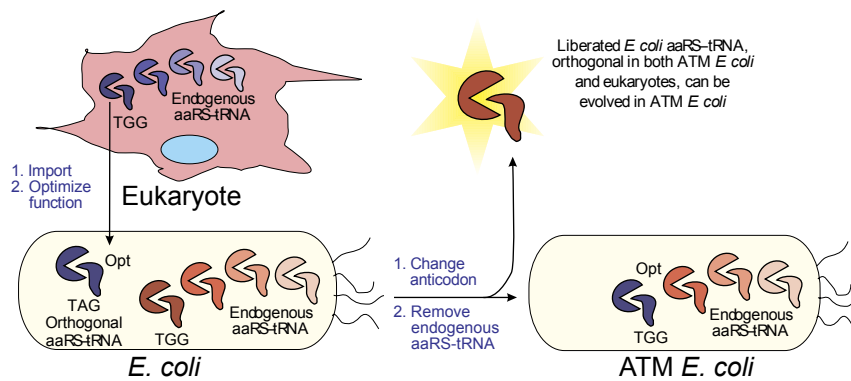 Endogenous
aaRS-tRNA
TGG
1. Import
2. Optimize
function
Eukaryote
Liberated E coli aaRS-tRNA,
orthogonal in both ATM E coli
and eukaryotes, can be
evolved in ATM E coli
Opt
TAG
Orthogonal
aaRS-tRNA
TGG
Endogenous
aaRS-tRNA
E. coli
1. Change
anticodon
2. Remove
endogenous
aaRS-tRNA
Opt
TGG
Endogenous
aaRS-tRNA
ATM E. coli